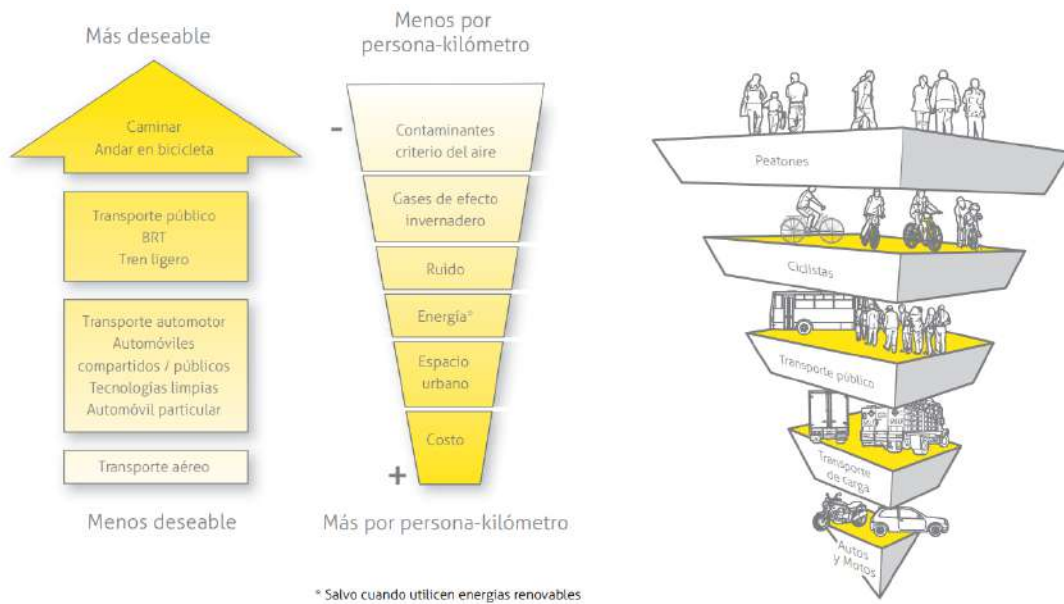 Más deseable
Caminar
Andar en bicicleta
Transporte público
BRT
Tren ligero
Transporte automotor
Automóviles
compartidos / públicos
Tecnologías limpias
Automóvil particular
Transporte aéreo
Menos deseable
Menos por
persona-kilómetro
-
Contaminantes
criterio del aire
Gases de efecto
invernadero
Ruido
Energía*
Espacio
urbano
Costo
+
Más por persona-kilómetro
* Salvo cuando utilicen energias renovables
Peatones
Ciclistas
Transporte público
Transporte
de carga
Autos
y Motos